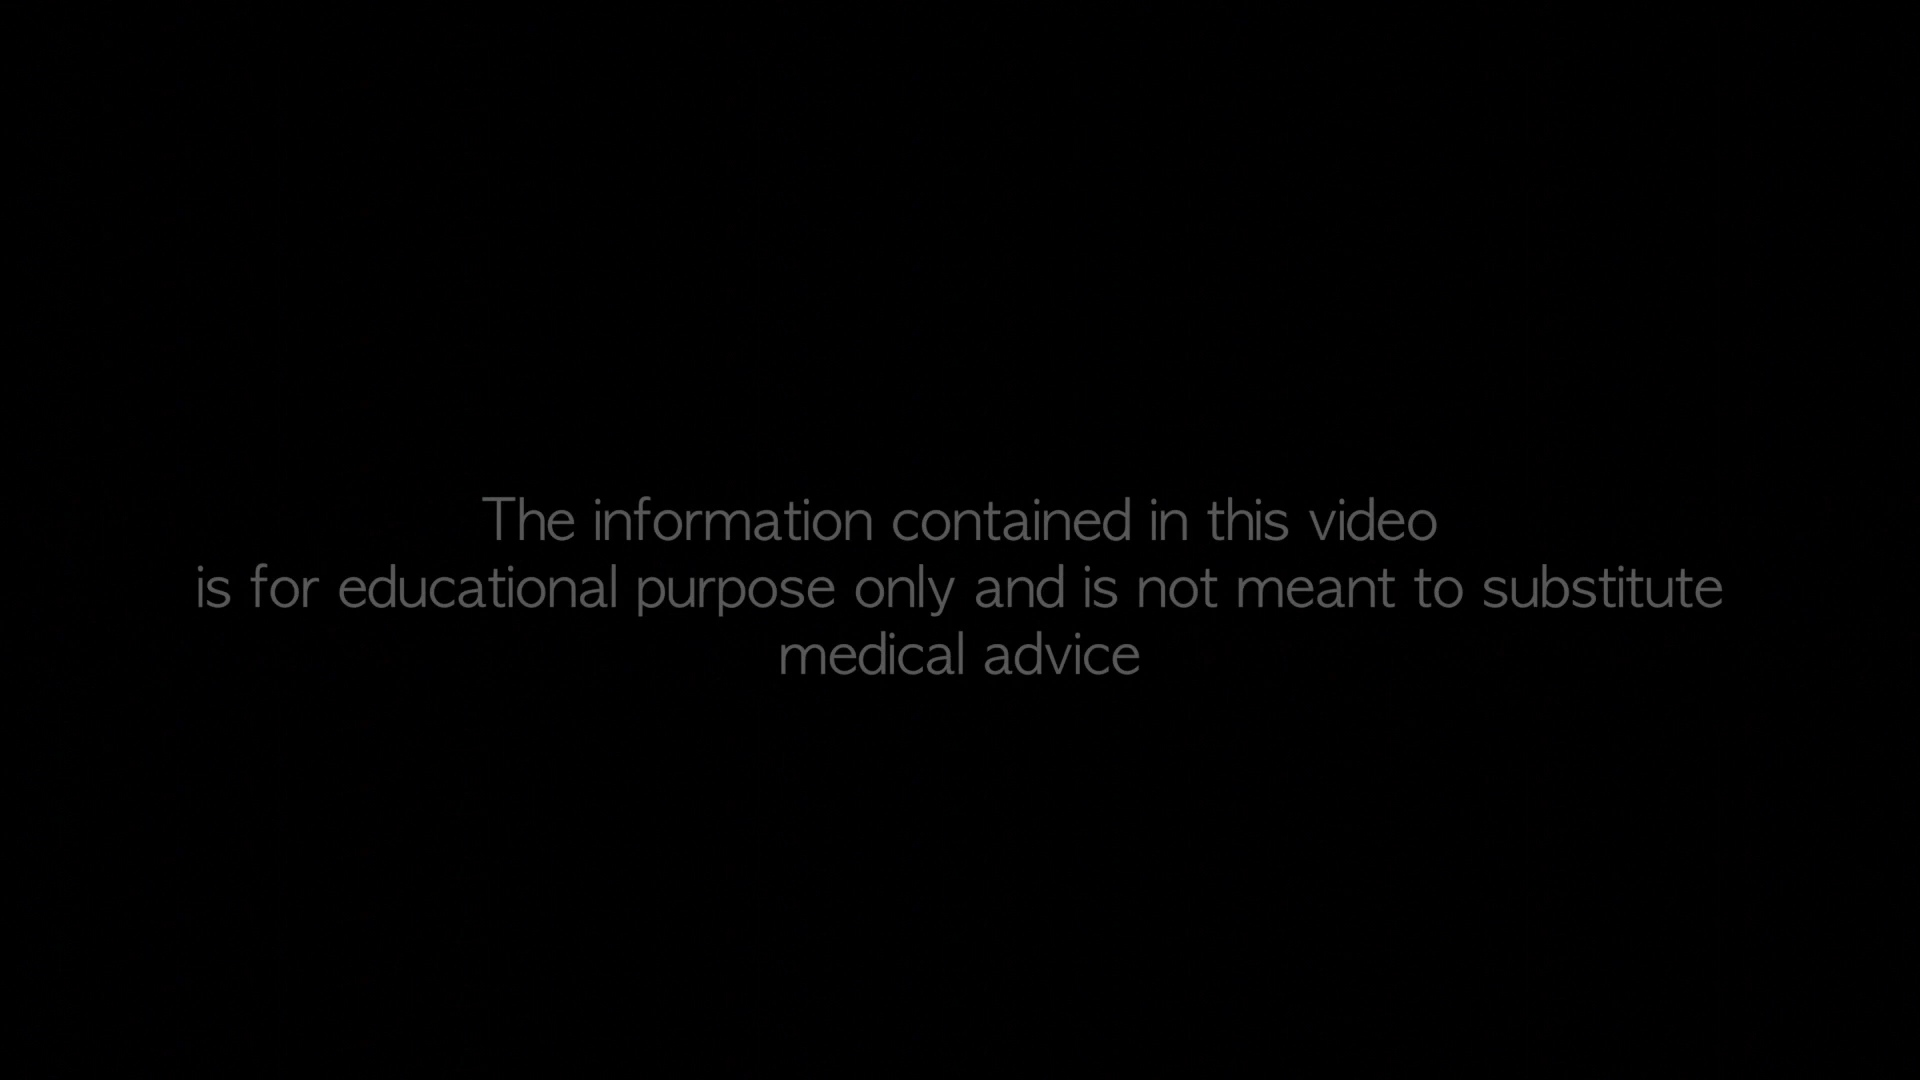 The information contained in this video
is for educational purpose only and is not meant to substitute
medical advice